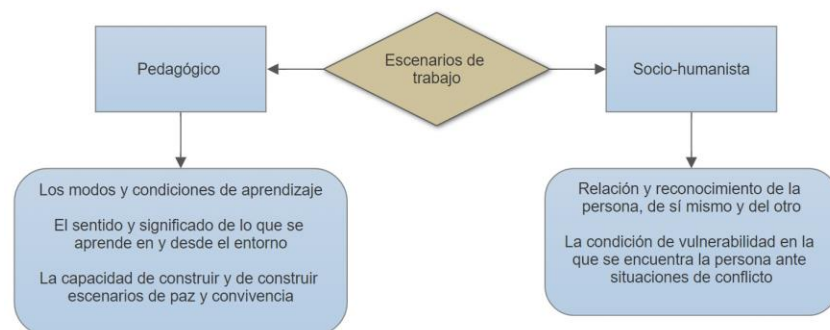 Pedagógico
Escenarios de
trabajo
Socio-humanista
Los modos y condiciones de aprendizaje
El sentido y significado de lo que se
aprende en y desde el entorno
La capacidad de construir y de construir
escenarios de paz y convivencia
Relación y reconocimiento de la
persona, de sí mismo y del otro
La condición de vulnerabilidad en la
que se encuentra la persona ante
situaciones de conflicto